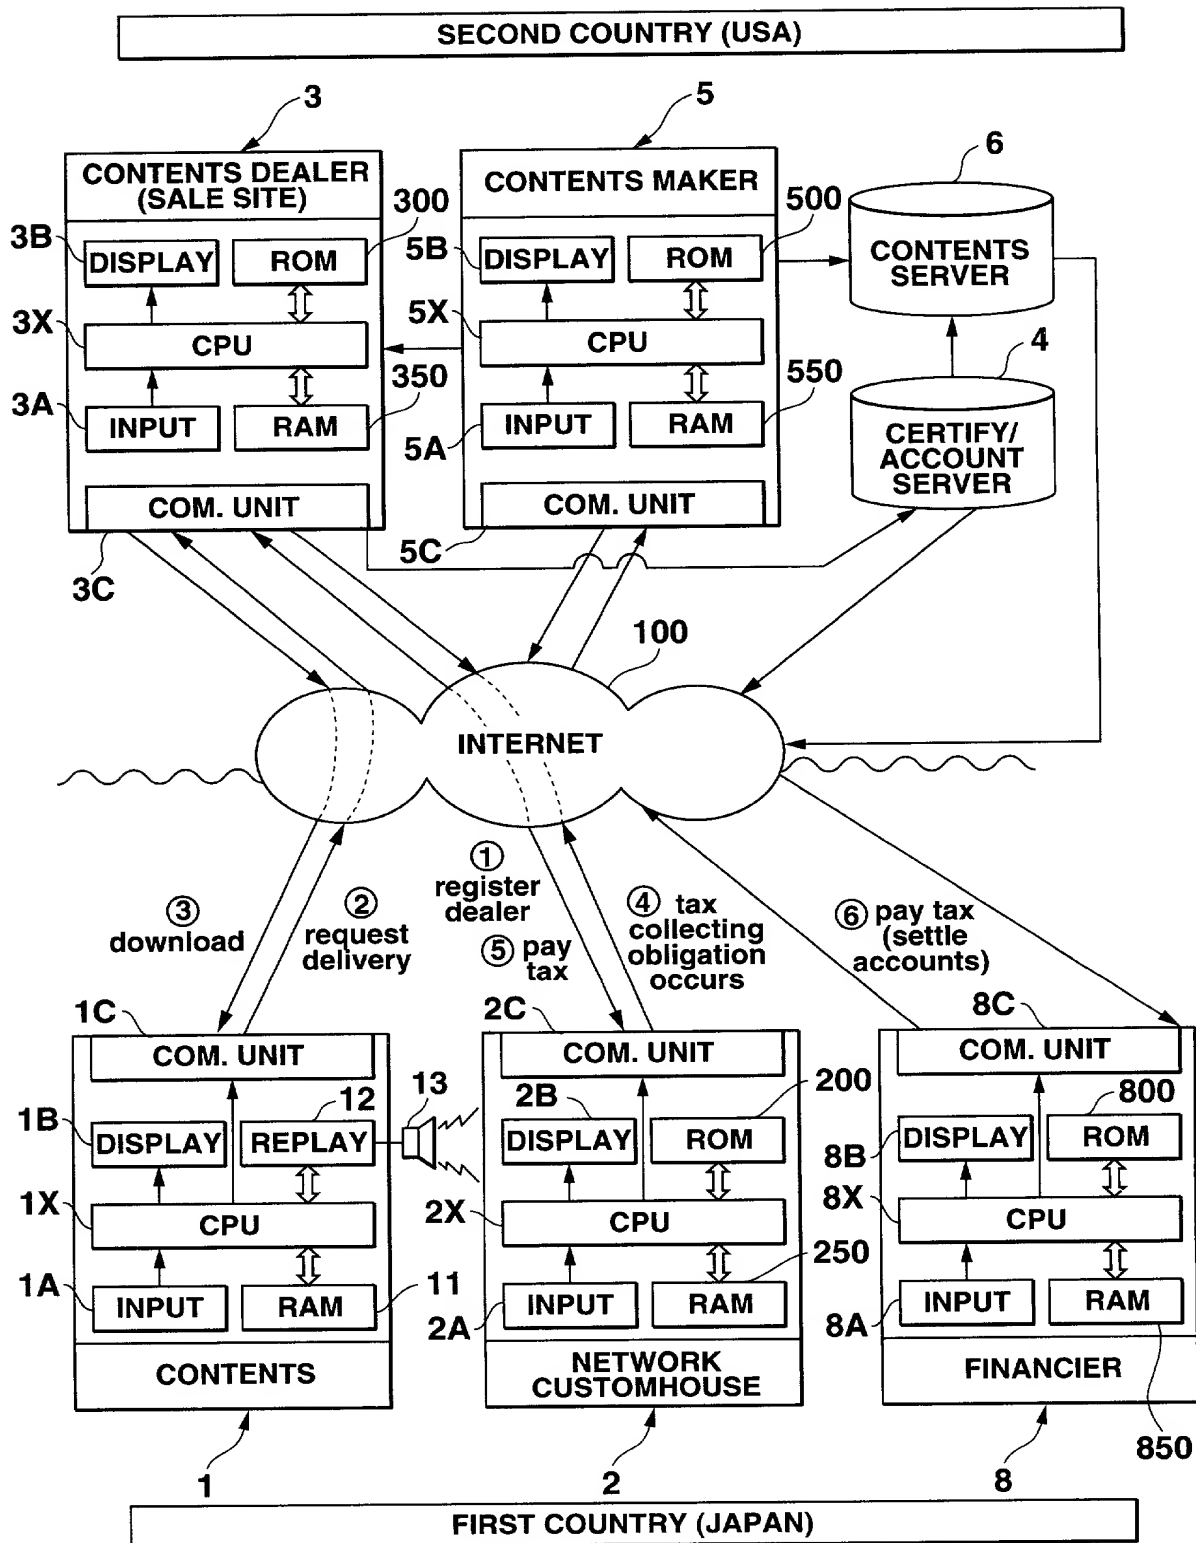 SECOND COUNTRY (USA)
3
5
6
CONTENTS DEALER
(SALE SITE)
300
CONTENTS MAKER
500
CONTENTS
SERVER
3B
DISPLAY
ROM
5B
DISPLAY
ROM
3X
CPU
5X
CPU
4
350
550
3A
INPUT
RAM
5A
INPUT
RAM
CERTIFY/
ACCOUNT
SERVER
COM. UNIT
COM. UNIT
3C
5C
100
INTERNET
① register
dealer
③
download
② request
delivery
④ tax
collecting
obligation
occurs
⑤ pay
tax
⑥ pay tax
(settle
accounts)
1C
COM. UNIT
2C
COM. UNIT
8C
COM. UNIT
12
13
2B
200
800
1B
DISPLAY
REPLAY
DISPLAY
ROM
8B
DISPLAY
ROM
1X
CPU
2X
CPU
8X
CPU
11
250
1A
INPUT
RAM
2A
INPUT
RAM
8A
INPUT
RAM
CONTENTS
NETWORK
CUSTOMHOUSE
FINANCIER
850
1
2
8
FIRST COUNTRY (JAPAN)